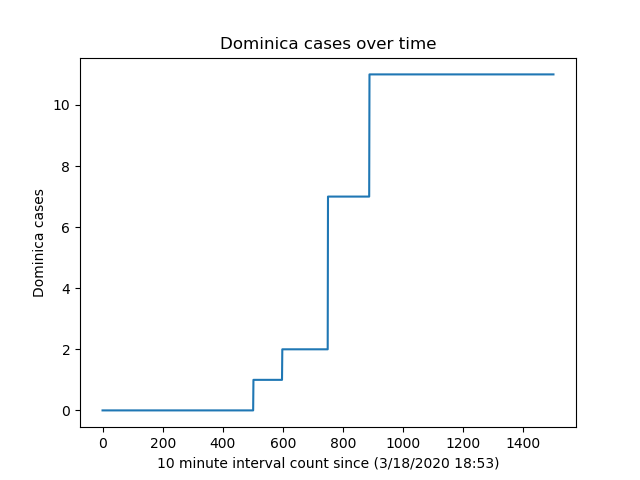 Dominica cases over time
10
8
6
4
2
0
Dominica cases
0 200 400 600 800 1000 1200 1400
10 minute interval count since (3/18/2020 18:53)